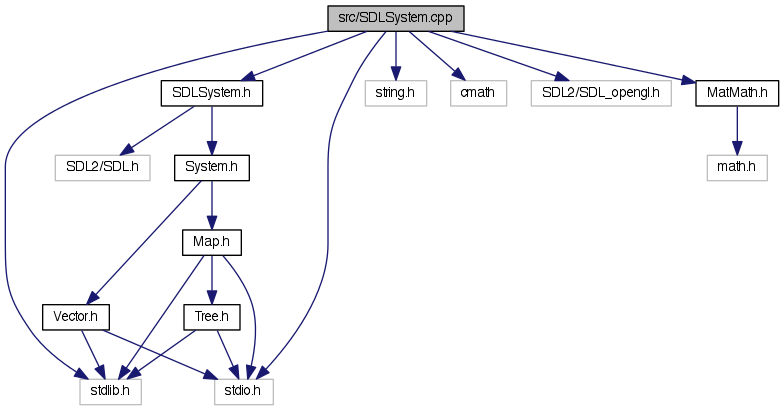 src/SDLSystem.cpp
SDLSystem.h
string.h
cmath
SDL2/SDL_opengl.h
MatMath.h
SDL2/SDL.h
System.h
math.h
Map.h
Vector.h
Tree.h
stdlib.h
stdio.h